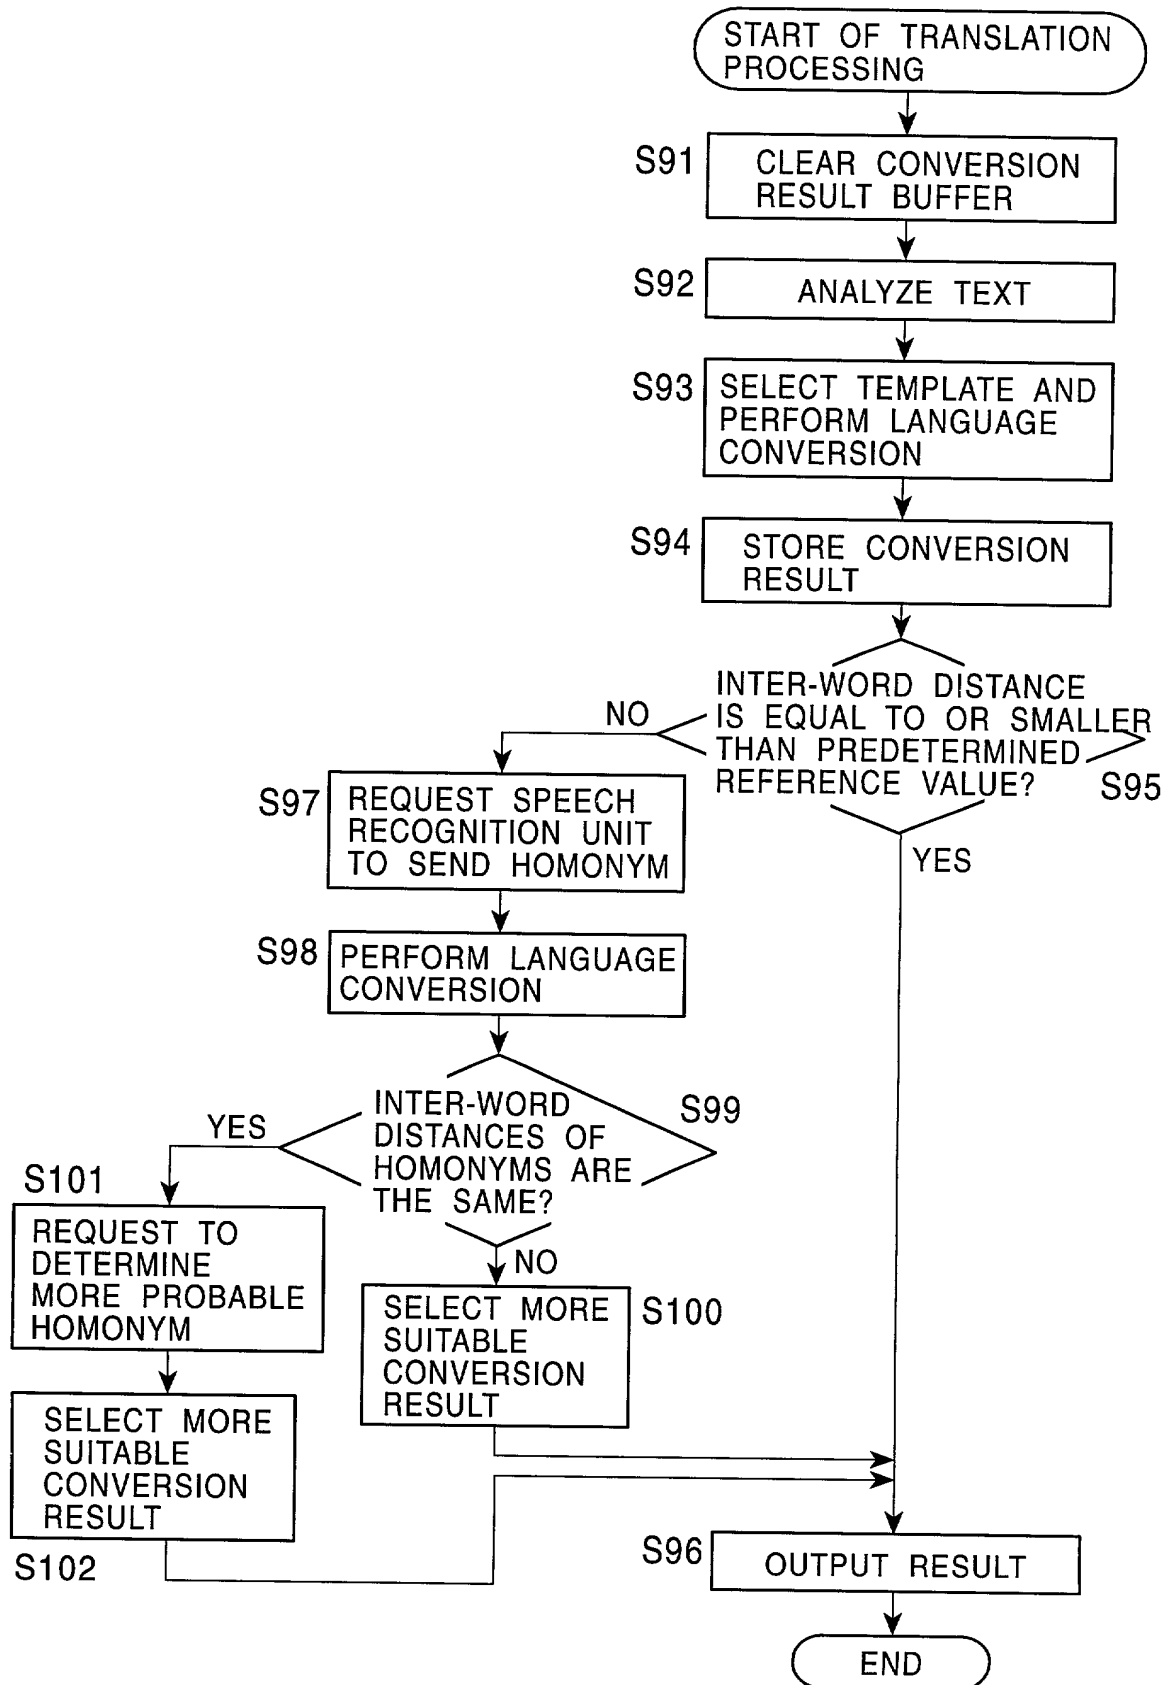 START OF TRANSLATION
PROCESSING
S91
CLEAR CONVERSION
RESULT BUFFER
S92
ANALYZE TEXT
S93
SELECT TEMPLATE AND
PERFORM LANGUAGE
CONVERSION
S94
STORE CONVERSION
RESULT
INTER-WORD DISTANCE
IS EQUAL TO OR SMALLER
THAN PREDETERMINED
REFERENCE VALUE?
S95
NO
YES
S97
REQUEST SPEECH
RECOGNITION UNIT
TO SEND HOMONYM
S98
PERFORM LANGUAGE
CONVERSION
INTER-WORD
DISTANCES OF
HOMONYMS ARE
THE SAME?
S99
YES
NO
S101
REQUEST TO
DETERMINE
MORE PROBABLE
HOMONYM
SELECT MORE
SUITABLE
CONVERSION
RESULT
S100
SELECT MORE
SUITABLE
CONVERSION
RESULT
S102
S96
OUTPUT RESULT
END